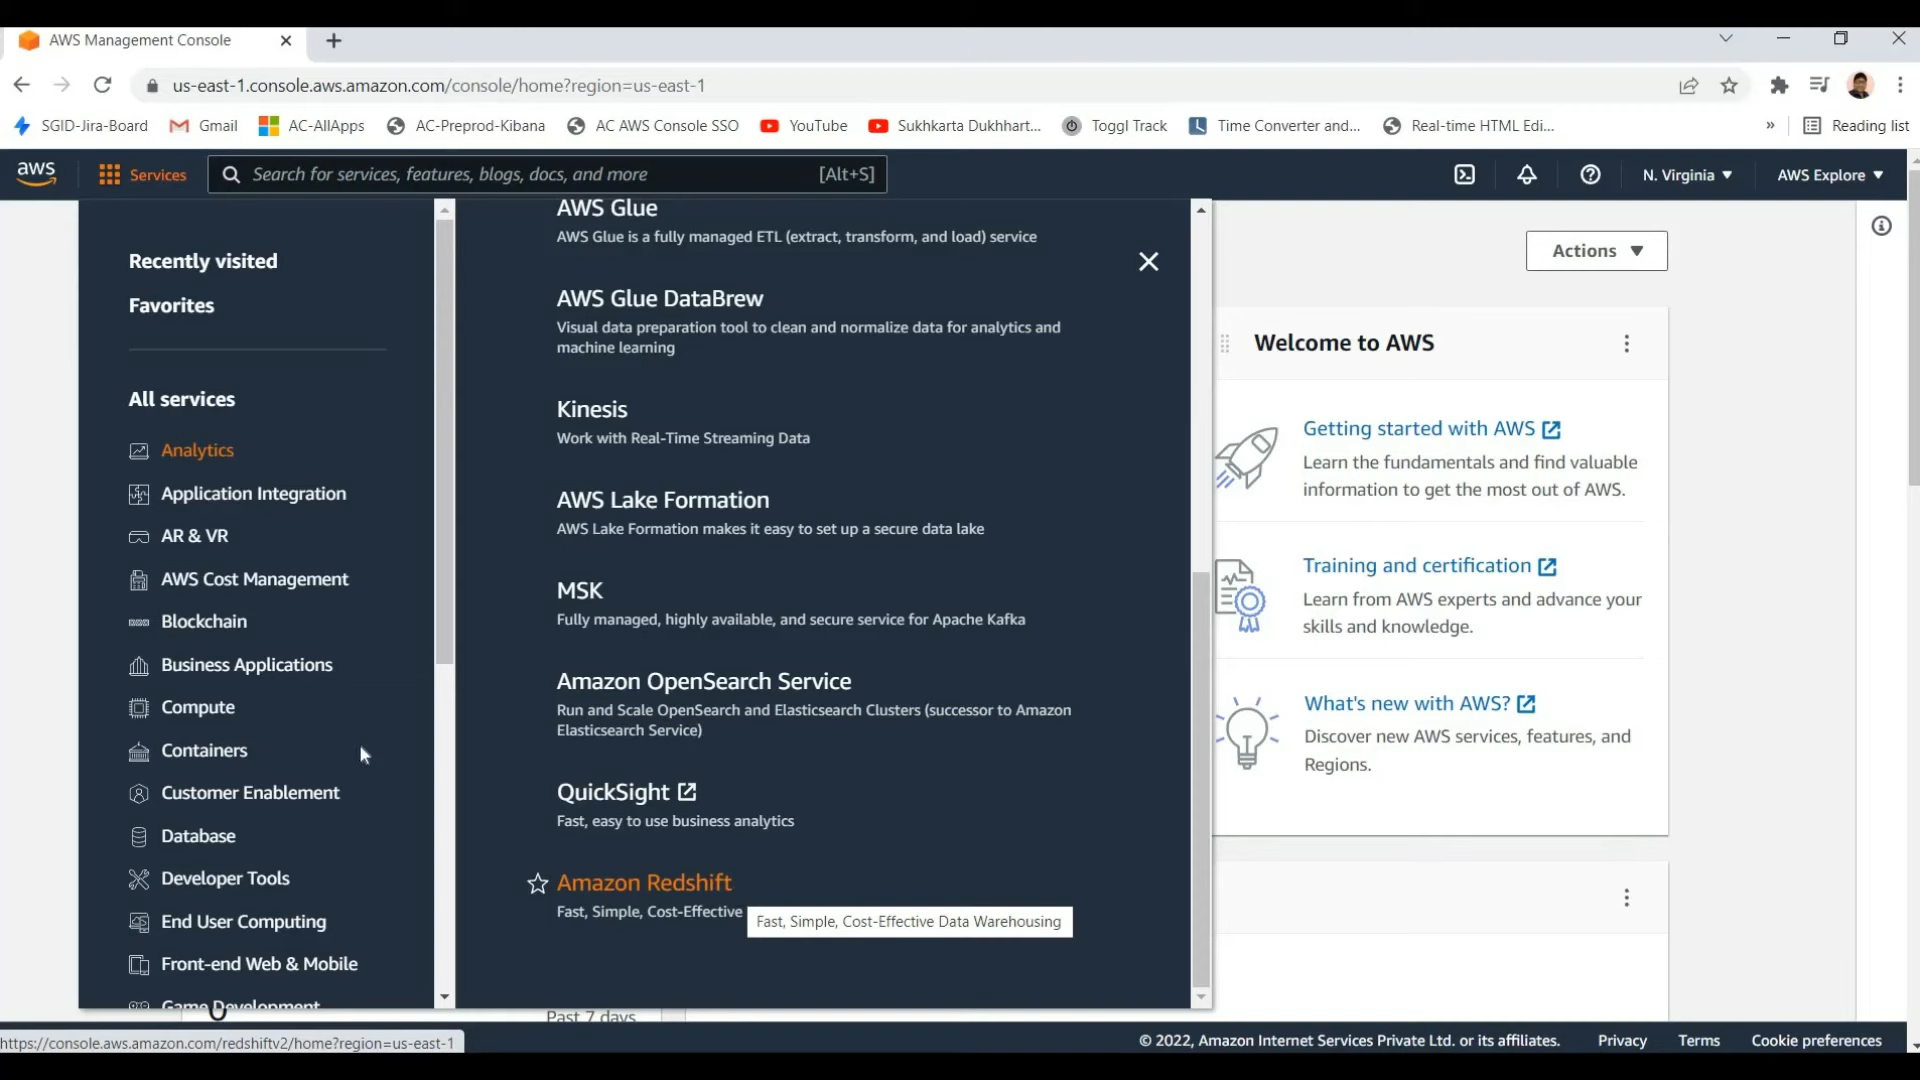 AWS Management Console
us-east-1.console.aws.amazon.com/console/home?region=us-east-1
SGID-Jira-Board
Gmail
AC-AllApps
AC-Preprod-Kibana
AC AWS Console SSO
YouTube
Sukhkarta Dukhhart...
Toggl Track
Time Converter and...
Real-time HTML Edi...
»
Reading list
aws
Services
Search for services, features, blogs, docs, and more
[Alt+S]
N. Virginia
AWS Explore
Recently visited
Favorites
All services
Analytics
Application Integration
AR & VR
AWS Cost Management
Blockchain
Business Applications
Compute
Containers
Customer Enablement
Database
Developer Tools
End User Computing
Front-end Web & Mobile
Game Development
AWS Glue
AWS Glue is a fully managed ETL (extract, transform, and load) service
AWS Glue DataBrew
Visual data preparation tool to clean and normalize data for analytics and
machine learning
Kinesis
Work with Real-Time Streaming Data
AWS Lake Formation
AWS Lake Formation makes it easy to set up a secure data lake
MSK
Fully managed, highly available, and secure service for Apache Kafka
Amazon OpenSearch Service
Run and Scale OpenSearch and Elasticsearch Clusters (successor to Amazon
Elasticsearch Service)
QuickSight
Fast, easy to use business analytics
Amazon Redshift
Fast, Simple, Cost-Effective
Fast, Simple, Cost-Effective Data Warehousing
Actions
Welcome to AWS
Getting started with AWS
Learn the fundamentals and find valuable
information to get the most out of AWS.
Training and certification
Learn from AWS experts and advance your
skills and knowledge.
What's new with AWS?
Discover new AWS services, features, and
Regions.
Past 7 days
https://console.aws.amazon.com/redshiftv2/home?region=us-east-1
© 2022, Amazon Internet Services Private Ltd. or its affiliates.
Privacy
Terms
Cookie preferences